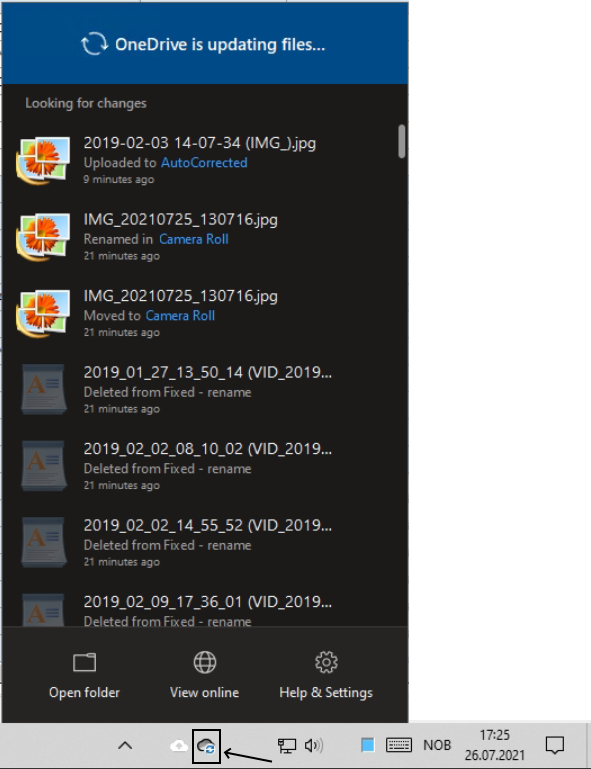 OneDrive is updating files...
Looking for changes
2019-02-03 14-07-34 (IMG_).jpg
Uploaded to AutoCorrected
9 minutes ago
IMG_20210725_130716.jpg
Renamed in Camera Roll
21 minutes ago
IMG_20210725_130716.jpg
Moved to Camera Roll
21 minutes ago
2019_01_27_13_50_14 (VID_2019...
Deleted from Fixed - rename
21 minutes ago
2019_02_02_08_10_02 (VID_2019...
Deleted from Fixed - rename
21 minutes ago
2019_02_02_14_55_52 (VID_2019...
Deleted from Fixed - rename
21 minutes ago
2019_02_09_17_36_01 (VID_2019...
Deleted from Fixed - rename
Open folder View online Help & Settings
NOB 17:25
26.07.2021